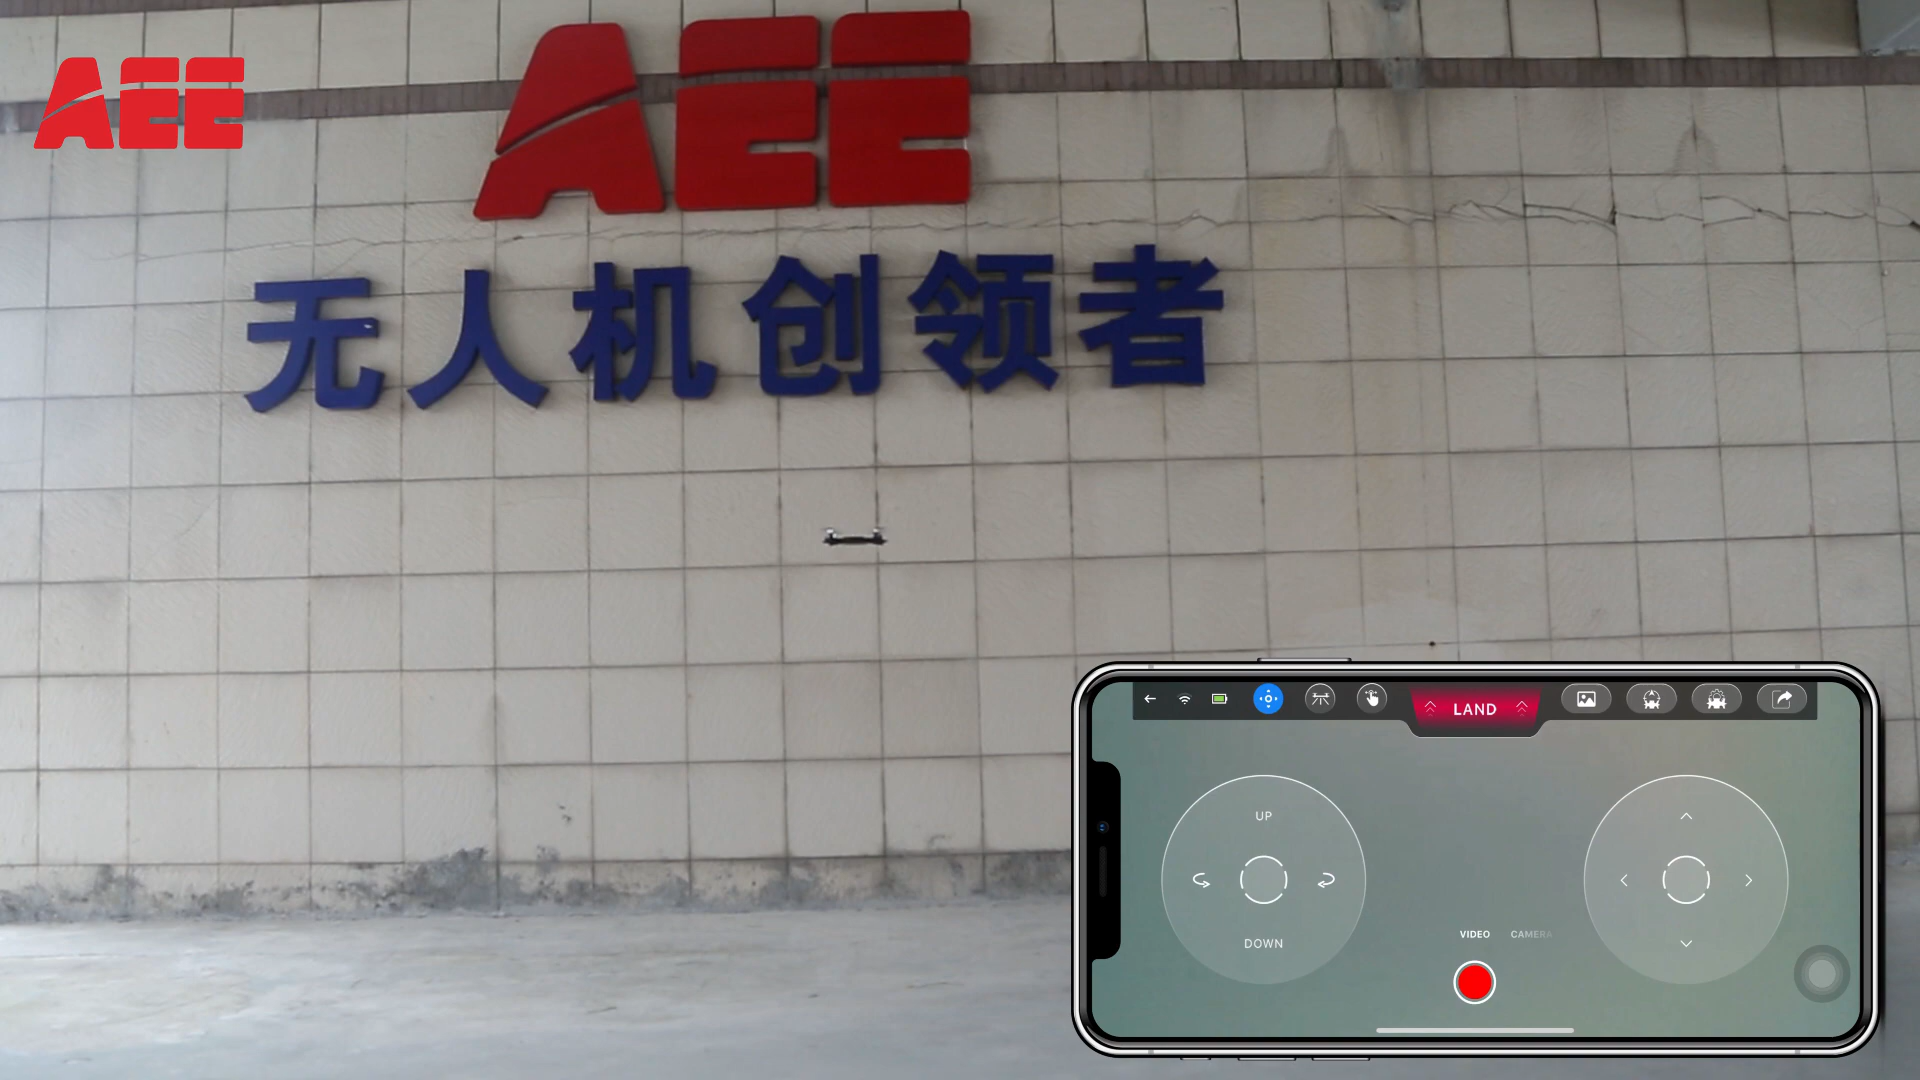 AEE
AEE
无人机创领者
LAND
UP
DOWN
VIDEO CAMERA